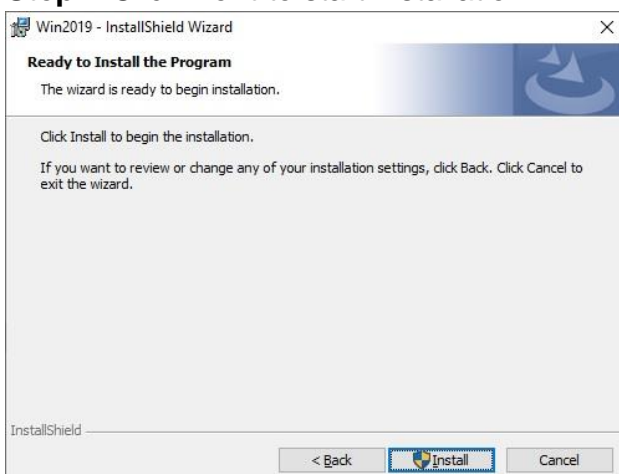 Win2019 - InstallShield Wizard
Ready to Install the Program
The wizard is ready to begin installation.
Click Install to begin the installation.
If you want to review or change any of your installation settings, click Back. Click Cancel to
exit the wizard.
InstallShield
< Back Install Cancel